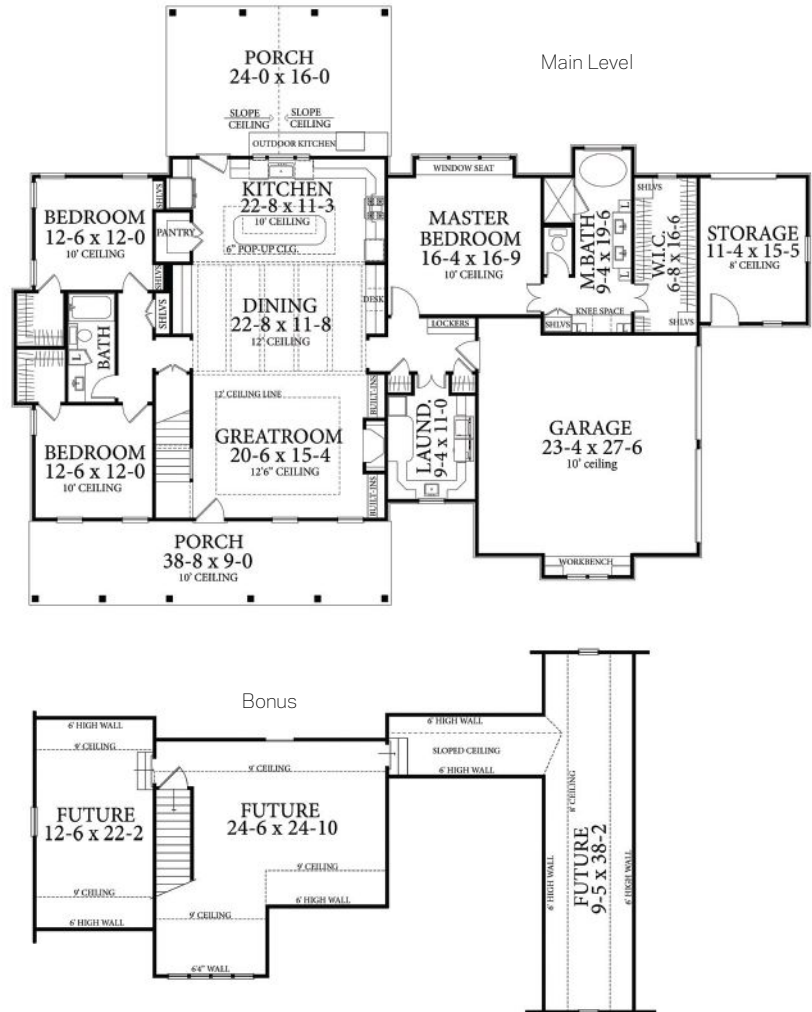 Main Level
PORCH
24-0 x 16-0
SLOPE
CEILING
SLOPE
CEILING
OUTDOOR KITCHEN
KITCHEN
22-8 x 11-3
10' CEILING
6" POP-UP CLG.
PANTRY
SHLVS
BEDROOM
12-6 x 12-0
10' CEILING
SHLVS
SHLVS
DINING
22-8 x 11-8
12' CEILING
DESK
WINDOW SEAT
MASTER
BEDROOM
16-4 x 16-9
10' CEILING
M.BATH
9-4 x 19-6
L
L
KNEE SPACE
SHLVS
SHLVS
W.I.C.
6-8 x 16-6
SHLVS
STORAGE
11-4 x 15-5
8' CEILING
LOCKERS
BATH
L
BEDROOM
12-6 x 12-0
10' CEILING
12' CEILING LINE
GREATROOM
20-6 x 15-4
12'6" CEILING
BUILT-INS
BUILT-INS
LAUND.
9-4 x 11-0
GARAGE
23-4 x 27-6
10' ceiling
WORKBENCH
PORCH
38-8 x 9-0
10' CEILING
Bonus
6' HIGH WALL
9' CEILING
FUTURE
12-6 x 22-2
9' CEILING
6' HIGH WALL
9' CEILING
FUTURE
24-6 x 24-10
9' CEILING
6' HIGH WALL
9' CEILING
6'4" WALL
6' HIGH WALL
SLOPED CEILING
6' HIGH WALL
8' CEILING
FUTURE
9-5 x 38-2
6' HIGH WALL
6' HIGH WALL